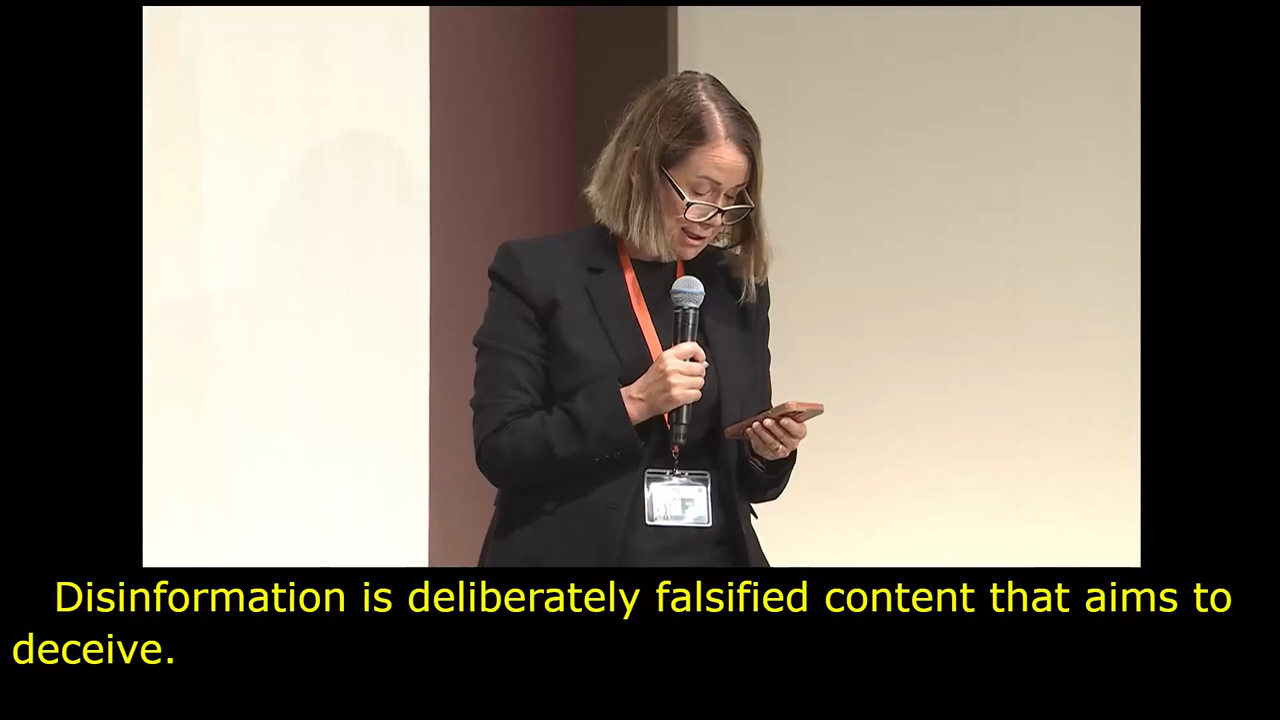 Disinformation is deliberately falsified content that aims to
deceive.